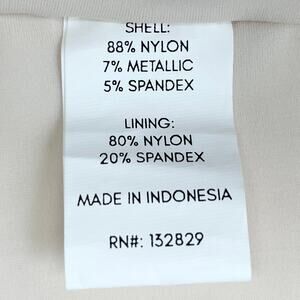 SHELL:
88% NYLON
7% METALLIC
5% SPANDEX
LINING:
80% NYLON
20% SPANDEX
MADE IN INDONESIA
RN#: 132829